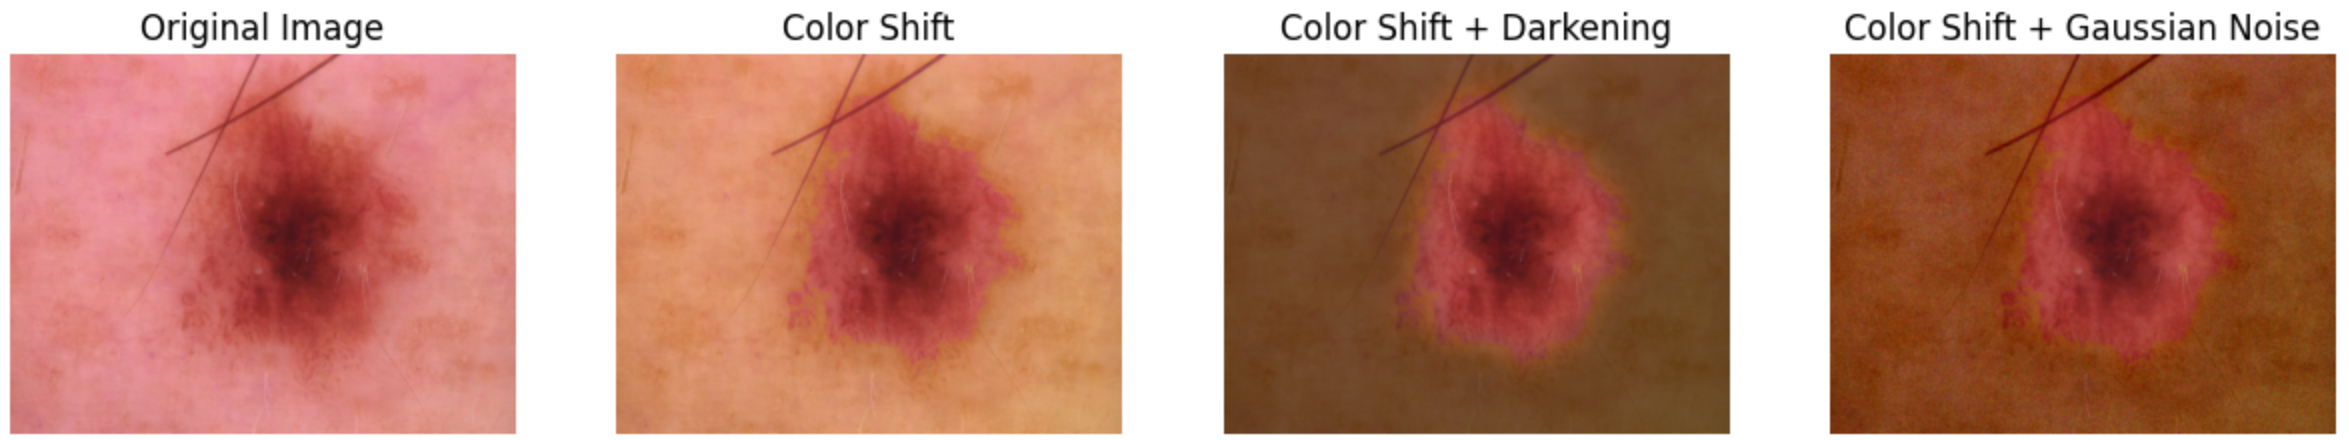 Original Image
Color Shift
Color Shift + Darkening
Color Shift + Gaussian Noise